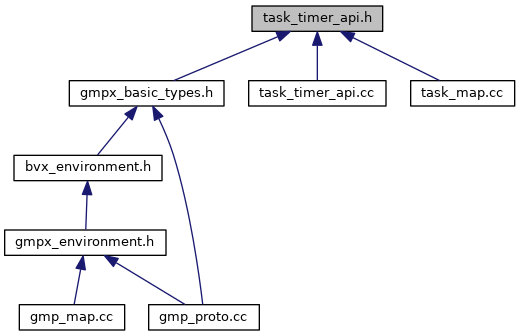 task_timer_api.h
gmpx_basic_types.h
task_timer_api.cc
task_map.cc
bvx_environment.h
gmpx_environment.h
gmp_map.cc
gmp_proto.cc